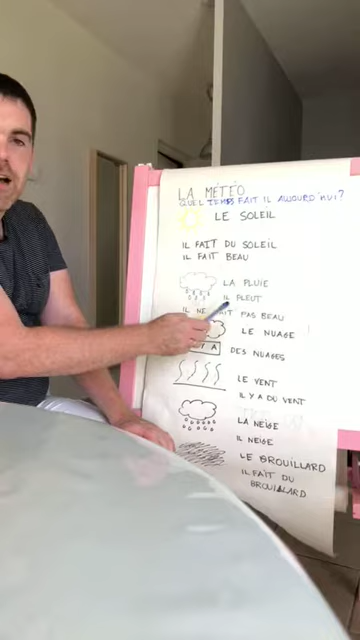 LA MÉTÉO
QUEL TEMPS FAIT IL AUJOURD'HUI?
LE SOLEIL
IL FAIT DU SOLEIL
IL FAIT BEAU
LA PLUIE
IL PLEUT
IL NE PAS BEAU
LE NUAGE
Y A DES NUAGES
LE VENT
IL Y A DU VENT
LA NEIGE
IL NEIGE
LE BROUILLARD
IL FAIT DU
BROUILLARD